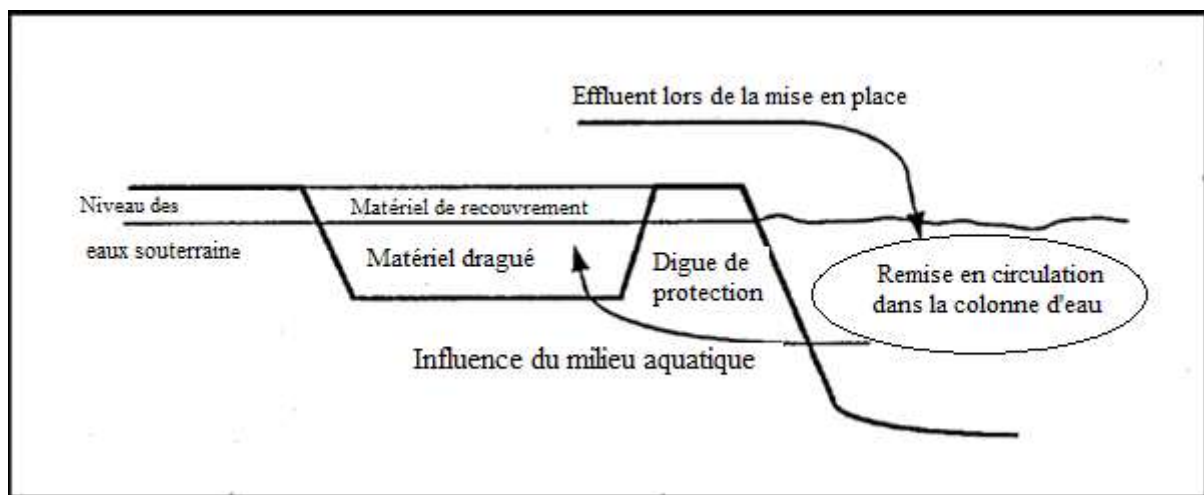 Effluent lors de la mise en place
Niveau des
eaux souterraine
Matériel de recouvrement
Matériel dragué
Digue de
protection
Remise en circulation
dans la colonne d'eau
Influence du milieu aquatique